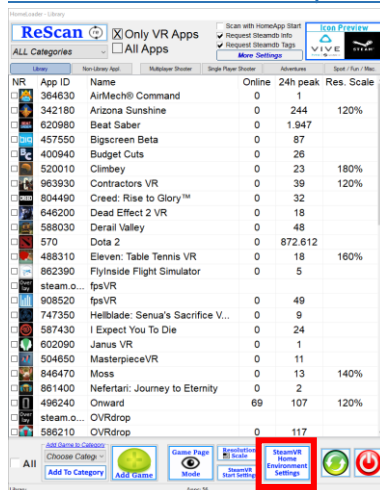 HomeLoader - Library
ReScan
Only VR Apps
All Apps
ALL Categories
Scan with HomeApp Start
Request Steamdb Info
Request Steamdb Tags
More Settings
Icon Preview
VIVE STEAM
Library Non-Library Appl. Multiplayer Shooter Single Player Shooter Adventures Sport / Fun / Misc.
NR App ID Name Online 24h peak Res. Scale
364630 AirMech® Command 0 1
342180 Arizona Sunshine 0 244 120%
620980 Beat Saber 0 1.947
457550 Bigscreen Beta 0 87
400940 Budget Cuts 0 26
520010 Climbey 0 23 180%
963930 Contractors VR 0 39 120%
804490 Creed: Rise to Glory™ 0 32
646200 Dead Effect 2 VR 0 18
588030 Derail Valley 0 48
570 Dota 2 0 872.612
488310 Eleven: Table Tennis VR 0 18 160%
862390 FlyInside Flight Simulator 0 5
steam.o... fpsVR
908520 fpsVR 0 49
747350 Hellblade: Senua's Sacrifice V... 0 9
587430 I Expect You To Die 0 24
602090 Janus VR 0 1
504650 MasterpieceVR 0 11
846470 Moss 0 13 140%
861400 Nefertari: Journey to Eternity 0 2
496240 Onward 69 107 120%
steam.o... OVRdrop
586210 OVRdrop 0 117
All
Add Game to Category
Choose Categ
Add To Category
Add Game
Game Page
Mode
Resolution
Scale
SteamVR
Start Settings
SteamVR
Home
Environment
Settings